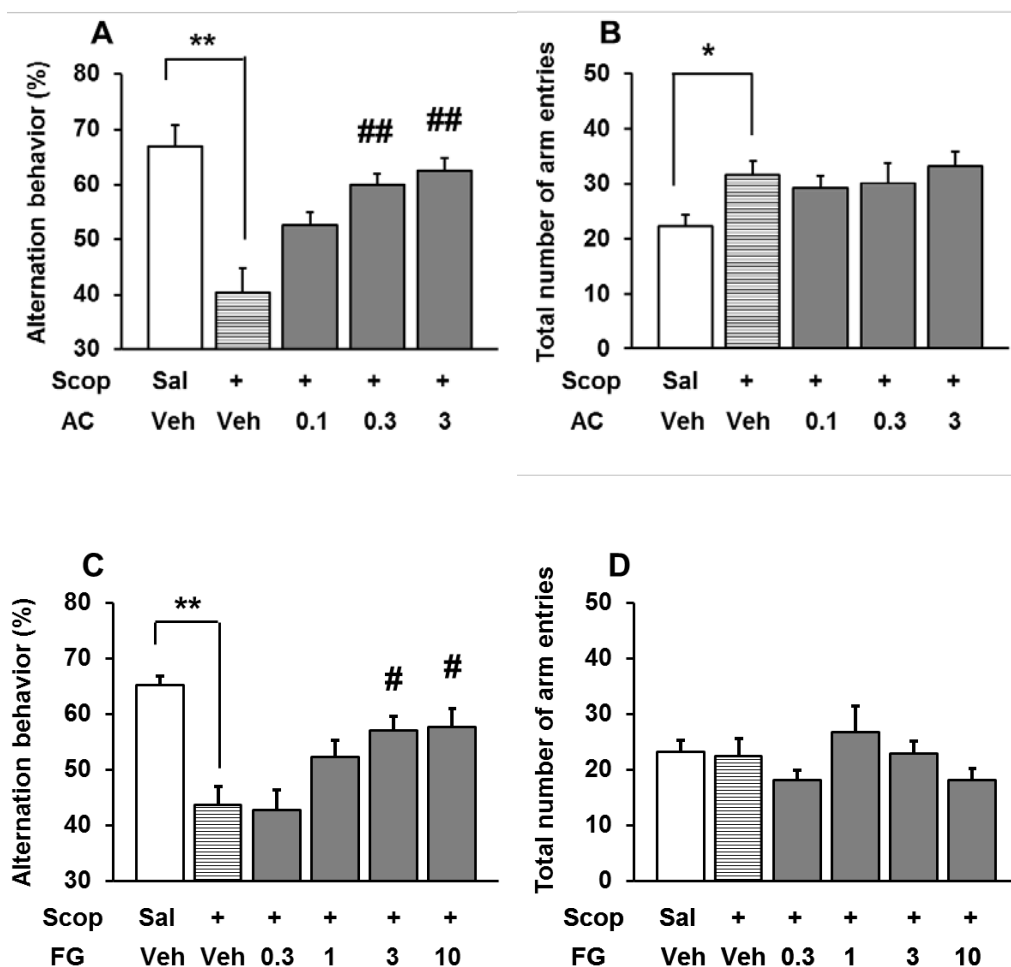 A
**
Alternation behavior (%)
80
70
60
50
40
30
## ##
Scop Sal + + + +
AC Veh Veh 0.1 0.3 3
B
*
Total number of arm entries
50
40
30
20
10
0
Scop Sal + + + +
AC Veh Veh 0.1 0.3 3
C
**
Alternation behavior (%)
80
70
60
50
40
30
# #
Scop Sal + + + + +
FG Veh Veh 0.3 1 3 10
D
Total number of arm entries
50
40
30
20
10
0
Scop Sal + + + + +
FG Veh Veh 0.3 1 3 10